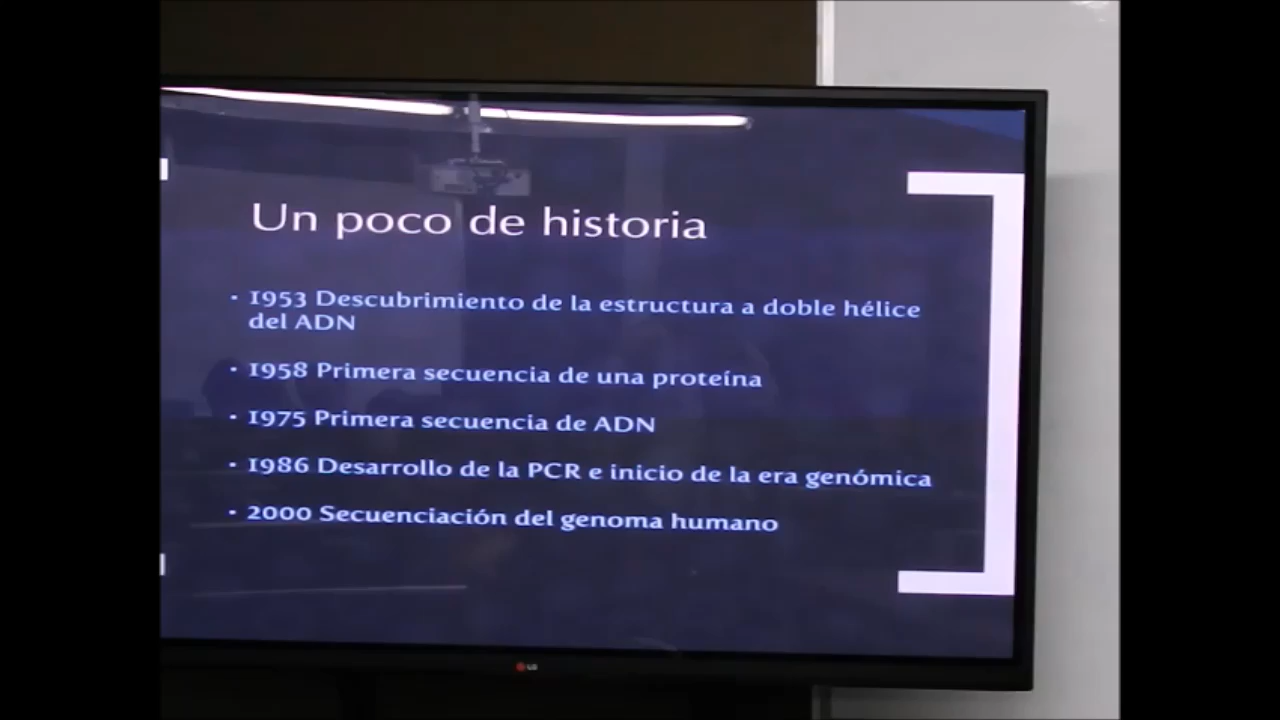 Un poco de historia
· 1953 Descubrimiento de la estructura a doble hélice
del ADN
· 1958 Primera secuencia de una proteína
· 1975 Primera secuencia de ADN
· 1986 Desarrollo de la PCR e inicio de la era genómica
· 2000 Secuenciación del genoma humano
LG